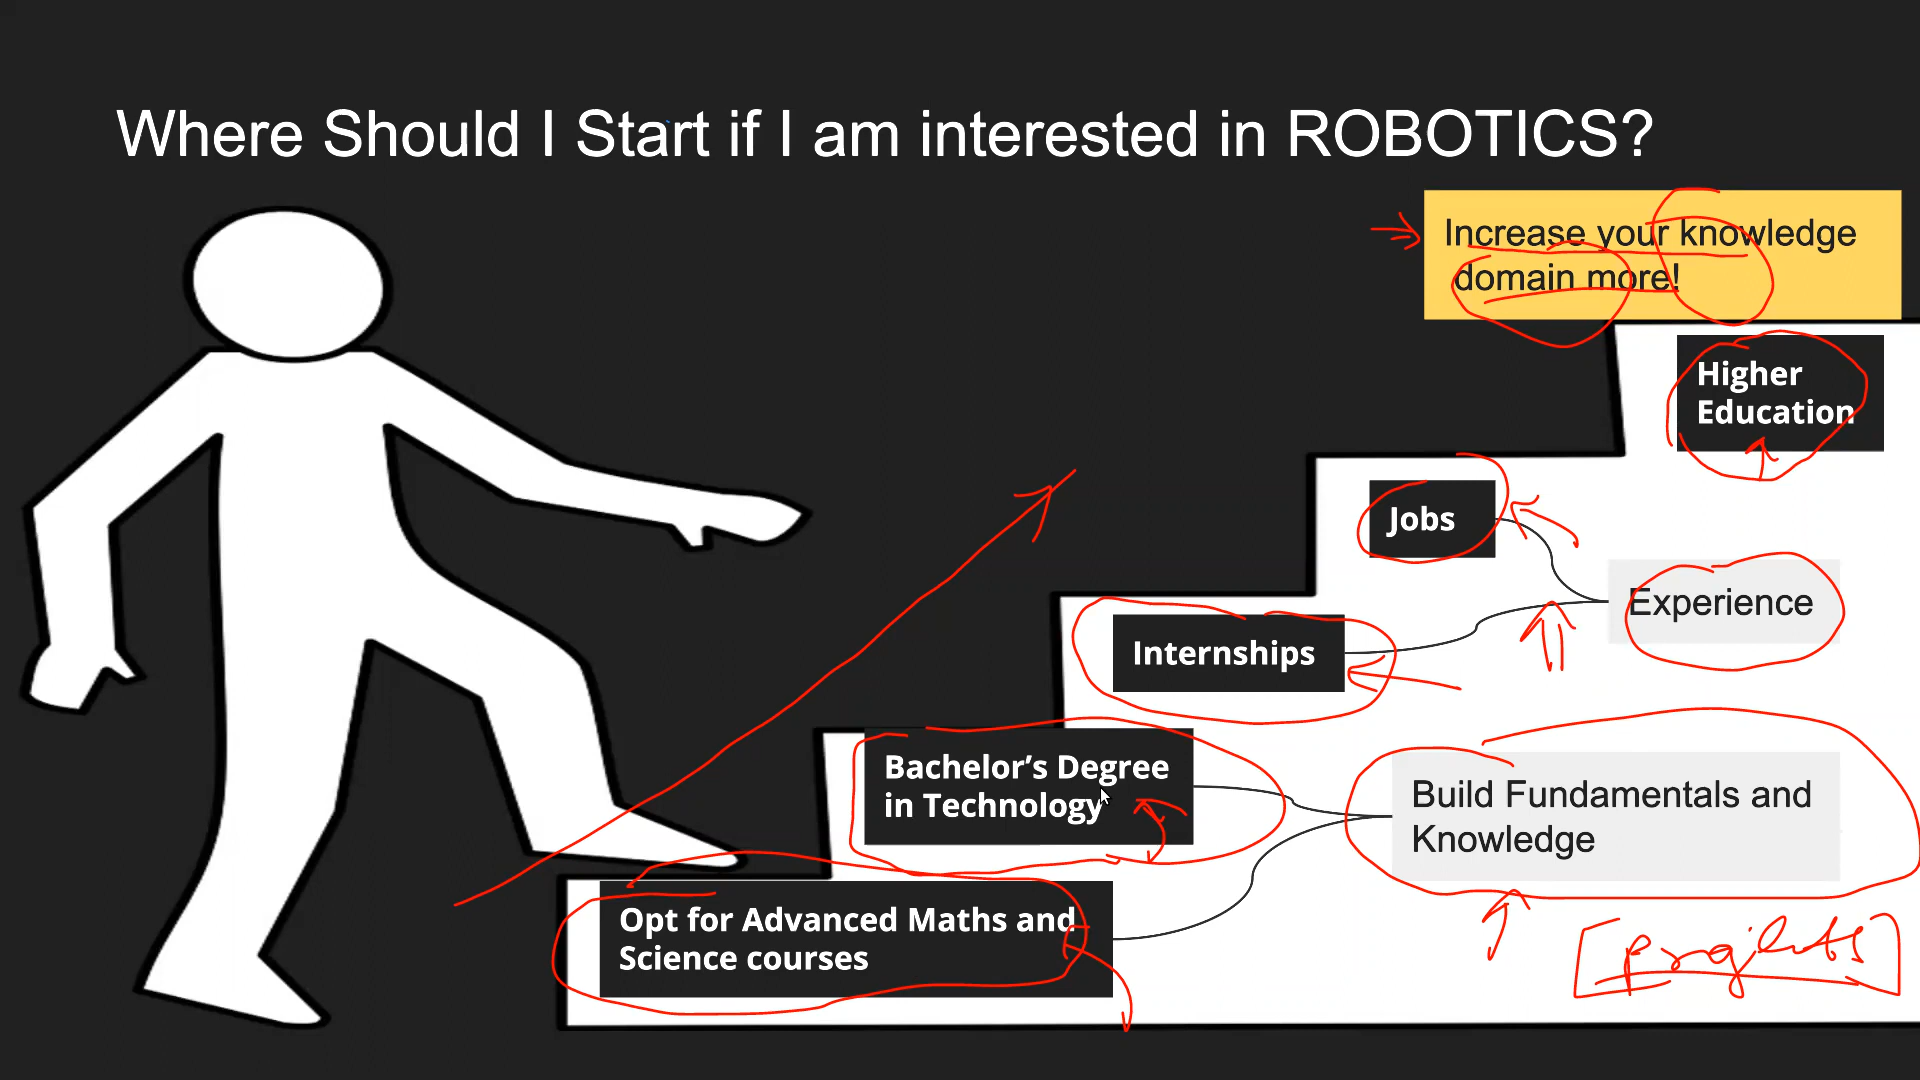 Where Should I Start if I am interested in ROBOTICS?
Increase your knowledge
domain more!
Higher
Education
Jobs
Experience
Internships
Bachelor’s Degree
in Technology
Build Fundamentals and
Knowledge
Opt for Advanced Maths and
Science courses
projects